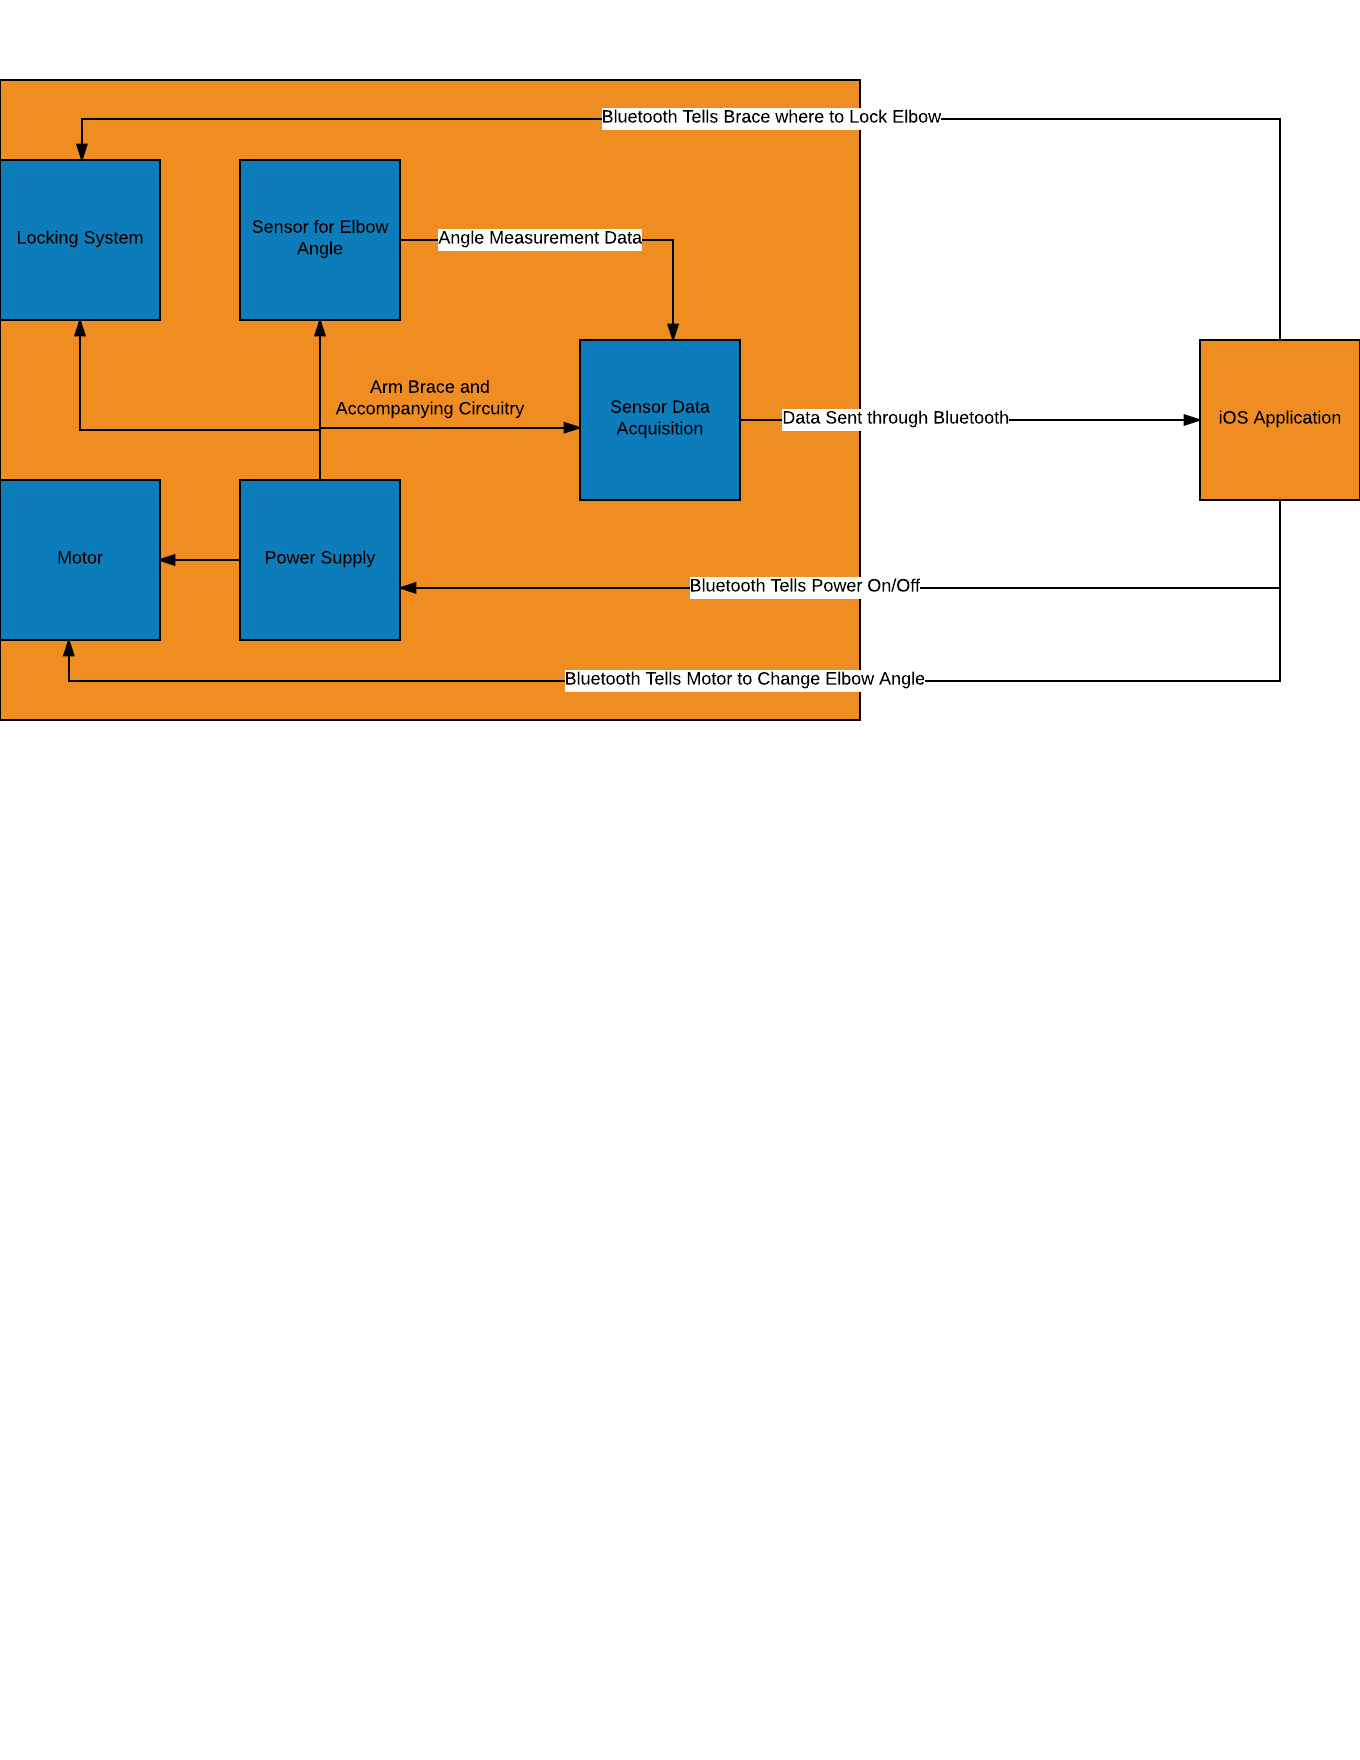 Bluetooth Tells Brace where to Lock Elbow
Locking System
Sensor for Elbow
Angle
Angle Measurement Data
Arm Brace and
Accompanying Circuitry
Sensor Data
Acquisition
Data Sent through Bluetooth
iOS Application
Motor
Power Supply
Bluetooth Tells Power On/Off
Bluetooth Tells Motor to Change Elbow Angle